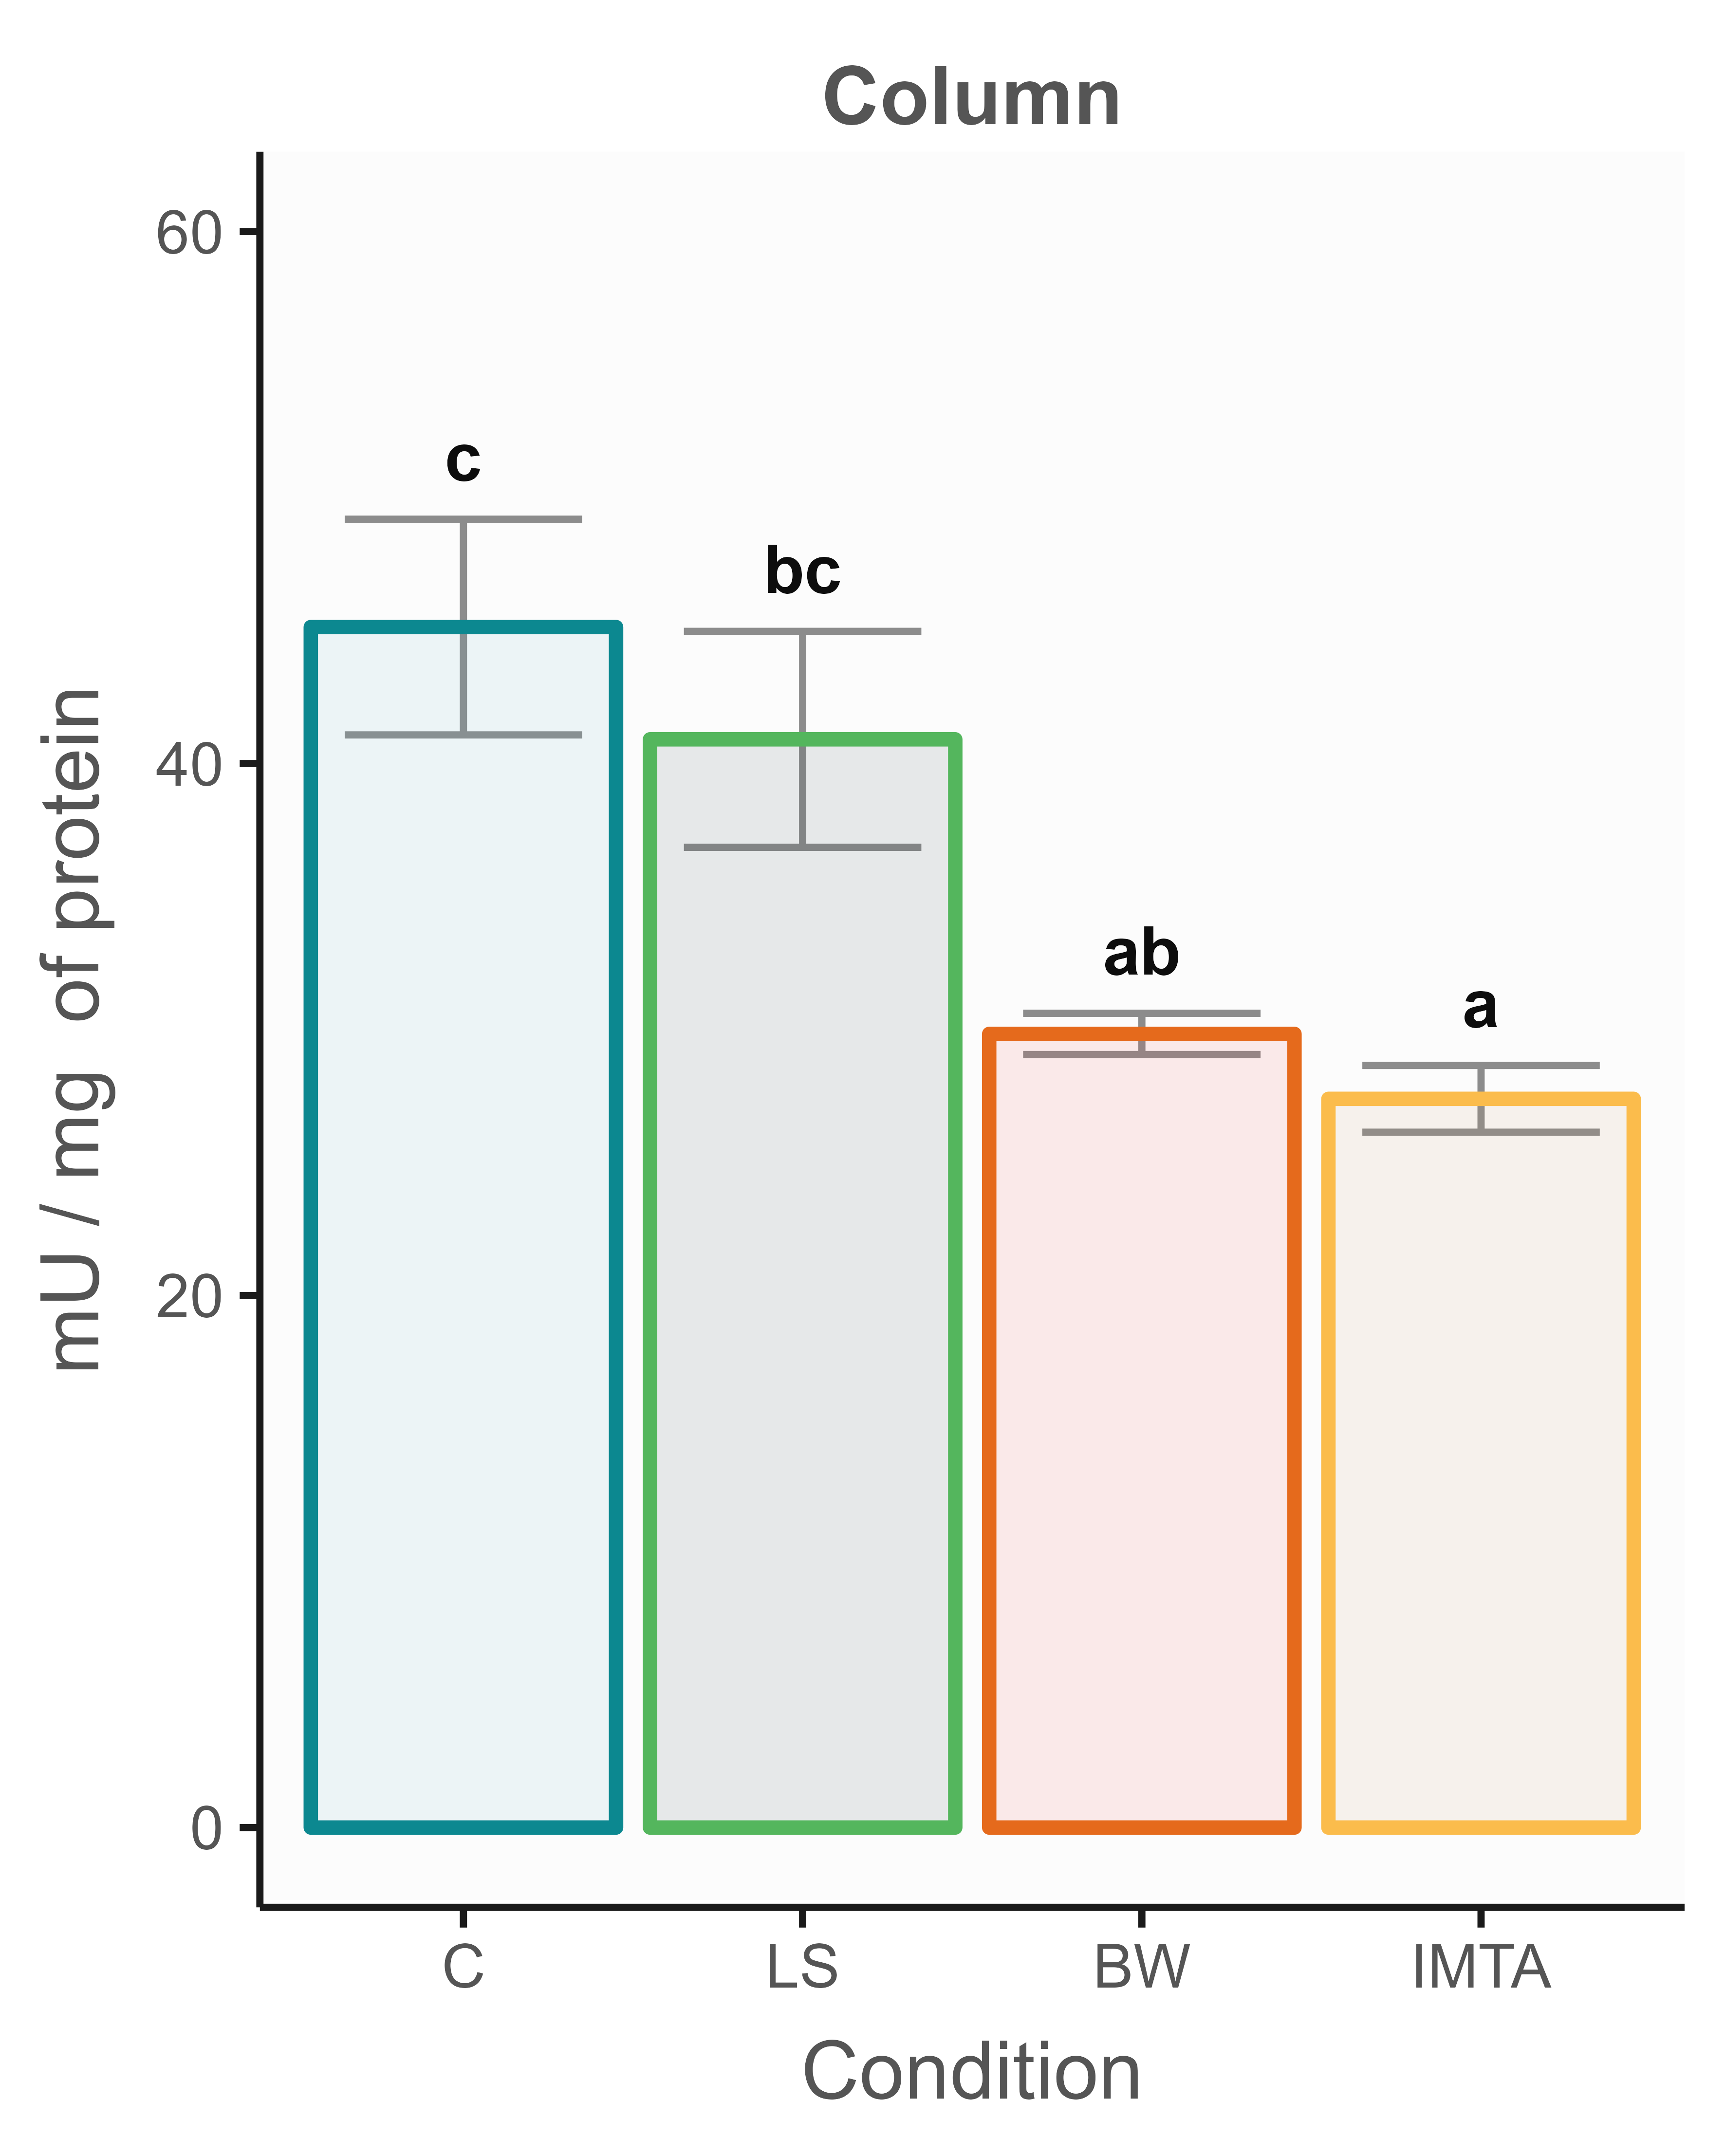 Column
60
40
20
0
mU / mg  of protein
c
bc
ab
a
C
LS
BW
IMTA
Condition